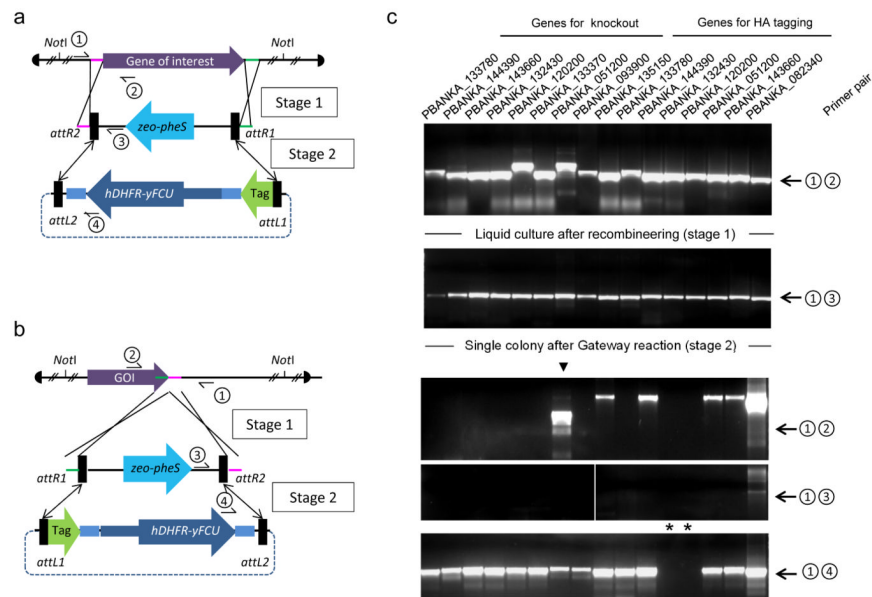 a
NotI
①
Gene of interest
NotI
②
Stage 1
attR2
③
zeo-pheS
attR1
Stage 2
hDHFR-yFCU
Tag
attL2
④
attL1
b
NotI
②
NotI
GOI
①
Stage 1
③
zeo-pheS
attR1
attR2
④
Stage 2
Tag
hDHFR-yFCU
attL1
attL2
c
Genes for knockout
Genes for HA tagging
PBANKA_133780
PBANKA_144390
PBANKA_143660
PBANKA_132430
PBANKA_120200
PBANKA_133370
PBANKA_051200
PBANKA_093900
PBANKA_135150
PBANKA_133780
PBANKA_144390
PBANKA_132430
PBANKA_120200
PBANKA_051200
PBANKA_143660
PBANKA_082340
Primer pair
①②
Liquid culture after recombineering (stage 1)
①③
Single colony after Gateway reaction (stage 2)
①②
①③
* *
①④